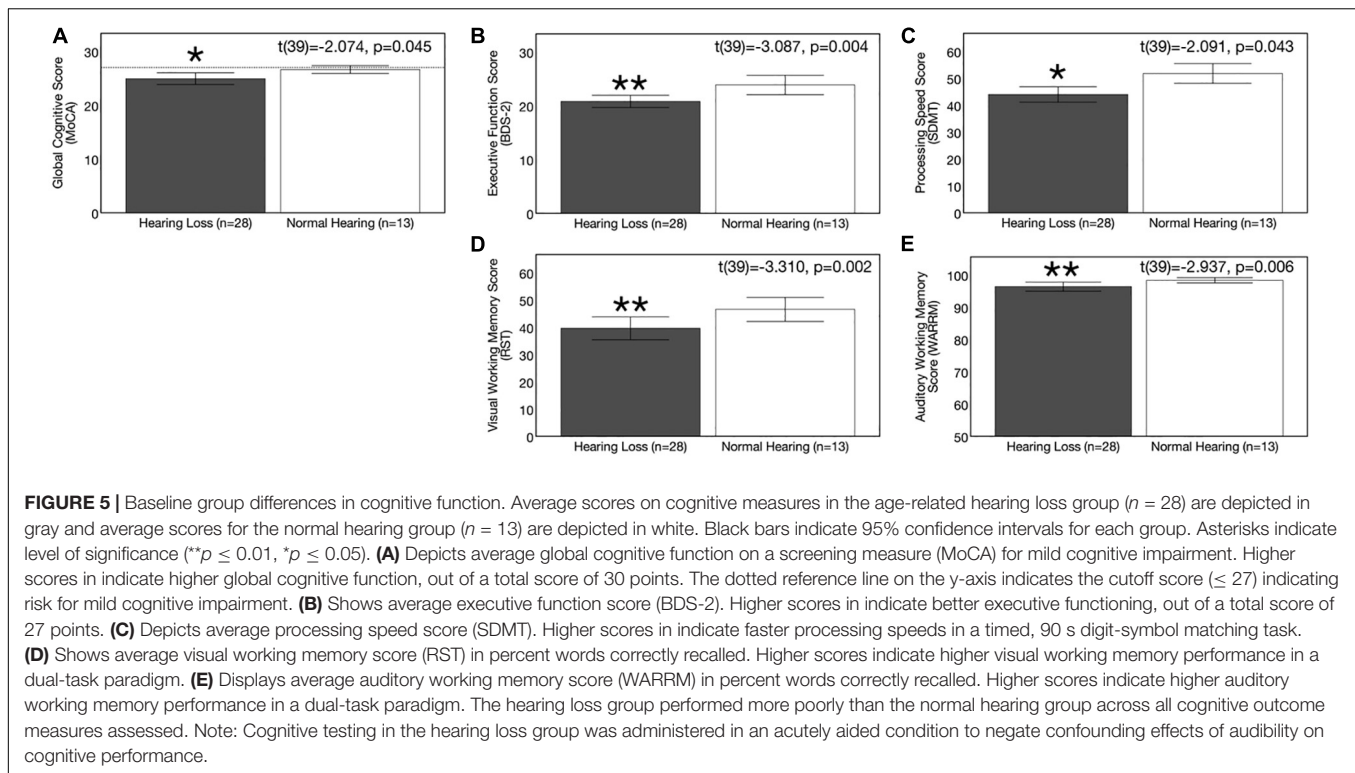 A
t(39)=-2.074, p=0.045
*
30
20
10
0
Global Cognitive Score
(MoCA)
Hearing Loss (n=28)
Normal Hearing (n=13)
B
t(39)=-3.087, p=0.004
**
30
20
10
0
Executive Function Score
(BDS-2)
Hearing Loss (n=28)
Normal Hearing (n=13)
C
t(39)=-2.091, p=0.043
*
60
50
40
30
20
10
0
Processing Speed Score
(SDMT)
Hearing Loss (n=28)
Normal Hearing (n=13)
D
t(39)=-3.310, p=0.002
**
60
50
40
30
20
10
0
Visual Working Memory Score
(RST)
Hearing Loss (n=28)
Normal Hearing (n=13)
E
t(39)=-2.937, p=0.006
**
100
90
80
70
60
50
Auditory Working Memory
Score (WARRM)
Hearing Loss (n=28)
Normal Hearing (n=13)
FIGURE 5 | Baseline group differences in cognitive function. Average scores on cognitive measures in the age-related hearing loss group (n = 28) are depicted in
gray and average scores for the normal hearing group (n = 13) are depicted in white. Black bars indicate 95% confidence intervals for each group. Asterisks indicate
level of significance (**p ≤ 0.01, *p ≤ 0.05). (A) Depicts average global cognitive function on a screening measure (MoCA) for mild cognitive impairment. Higher
scores in indicate higher global cognitive function, out of a total score of 30 points. The dotted reference line on the y-axis indicates the cutoff score (≤ 27) indicating
risk for mild cognitive impairment. (B) Shows average executive function score (BDS-2). Higher scores in indicate better executive functioning, out of a total score of
27 points. (C) Depicts average processing speed score (SDMT). Higher scores in indicate faster processing speeds in a timed, 90 s digit-symbol matching task.
(D) Shows average visual working memory score (RST) in percent words correctly recalled. Higher scores indicate higher visual working memory performance in a
dual-task paradigm. (E) Displays average auditory working memory score (WARRM) in percent words correctly recalled. Higher scores indicate higher auditory
working memory performance in a dual-task paradigm. The hearing loss group performed more poorly than the normal hearing group across all cognitive outcome
measures assessed. Note: Cognitive testing in the hearing loss group was administered in an acutely aided condition to negate confounding effects of audibility on
cognitive performance.